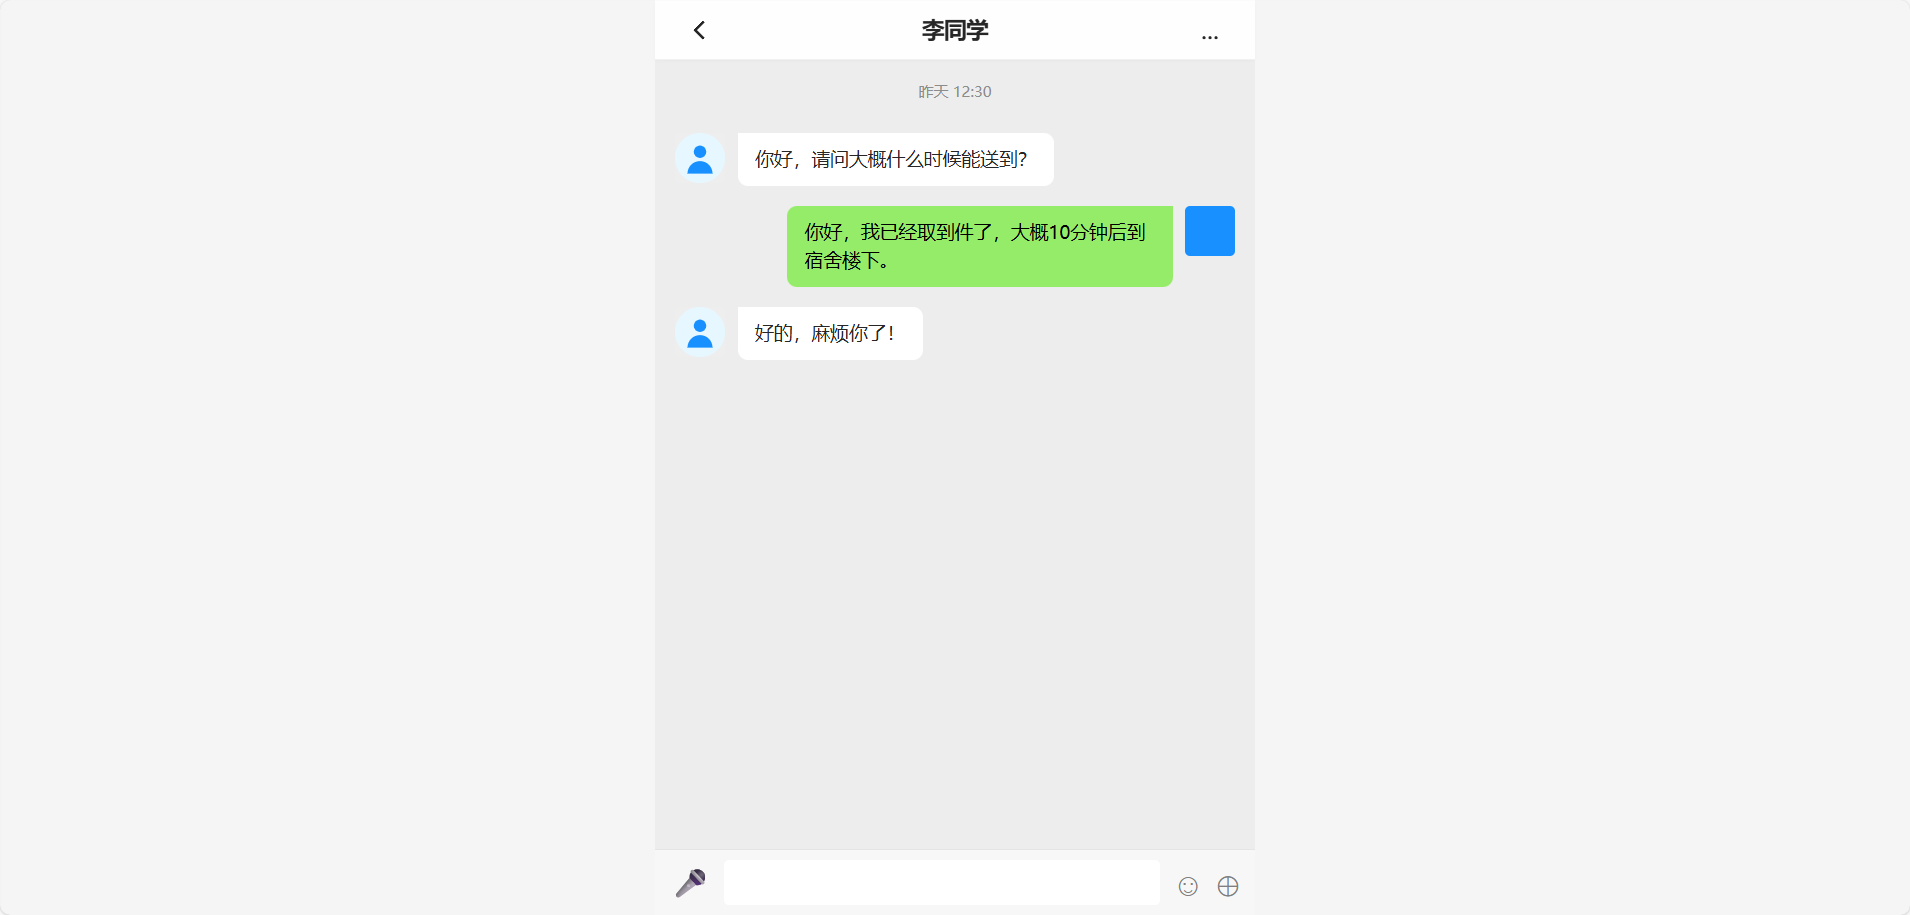 李同学
...
昨天 12:30
你好，请问大概什么时候能送到？
你好，我已经取到件了，大概10分钟后到
宿舍楼下。
好的，麻烦你了！